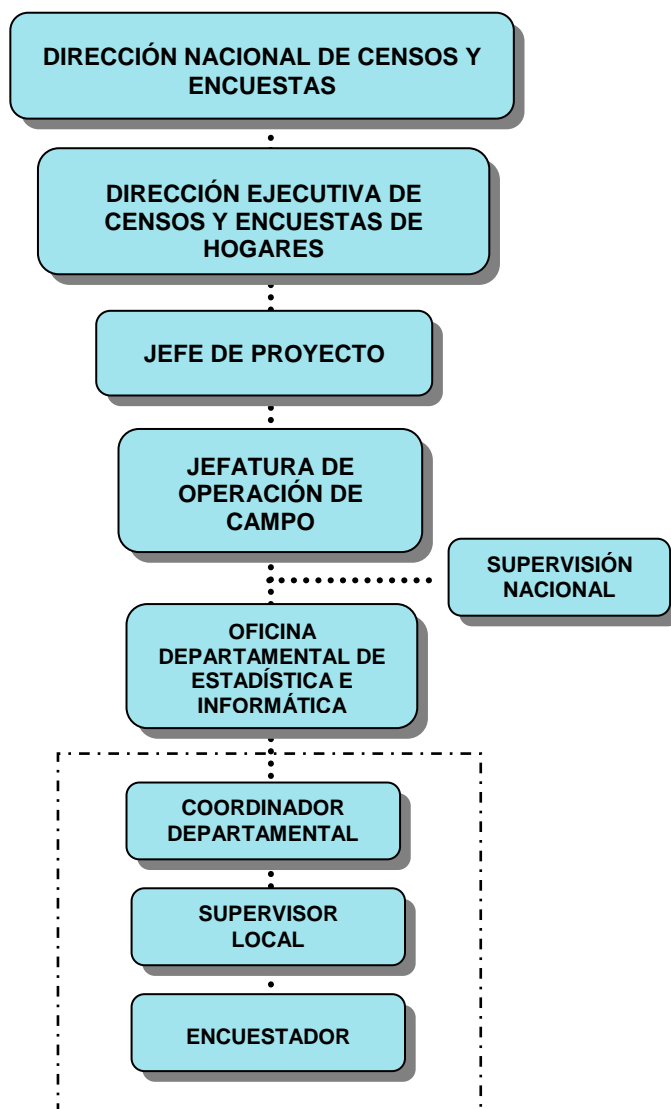 DIRECCIÓN NACIONAL DE CENSOS Y
ENCUESTAS
DIRECCIÓN EJECUTIVA DE
CENSOS Y ENCUESTAS DE
HOGARES
JEFE DE PROYECTO
JEFATURA DE
OPERACIÓN DE
CAMPO
SUPERVISIÓN
NACIONAL
OFICINA
DEPARTAMENTAL DE
ESTADÍSTICA E
INFORMÁTICA
COORDINADOR
DEPARTAMENTAL
SUPERVISOR
LOCAL
ENCUESTADOR